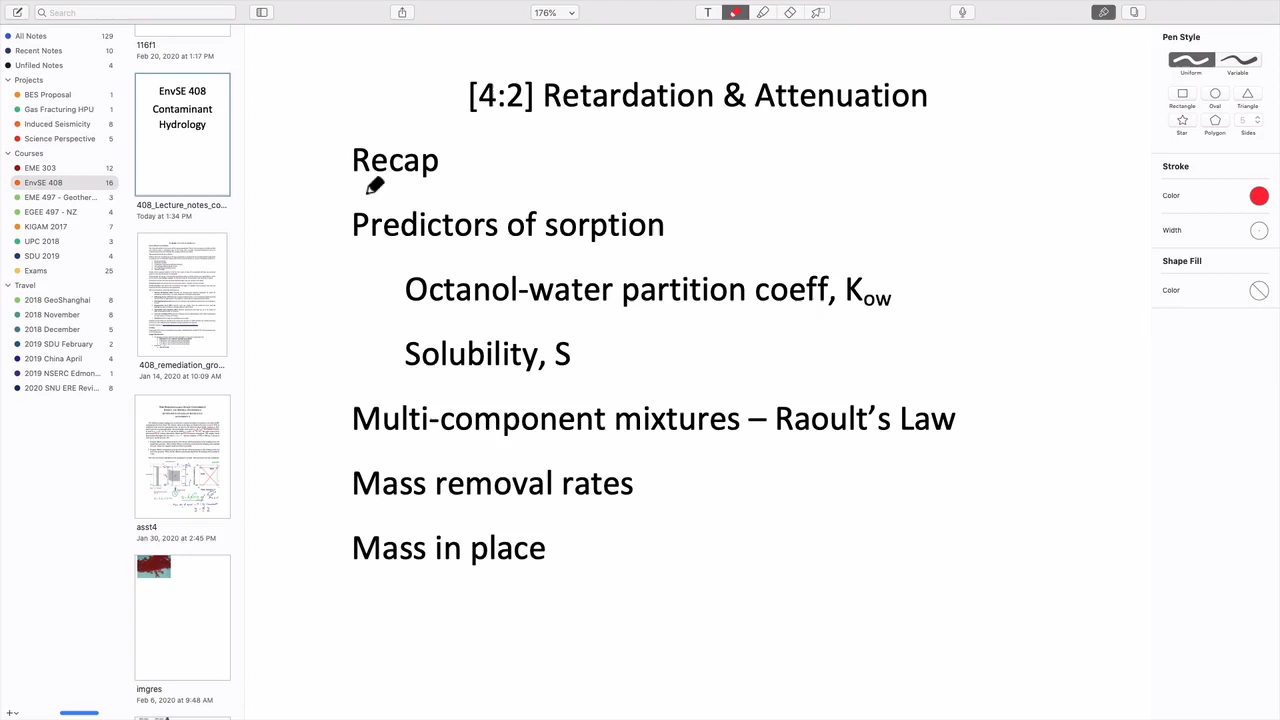 Search
176%
T
All Notes 129
Recent Notes 10
Unfiled Notes 4
Projects
BES Proposal 1
Gas Fracturing HPU 1
Induced Seismicity 8
Science Perspective 5
Courses
EME 303 12
EnvSE 408 16
EME 497 - Geother... 3
EGEE 497 - NZ 4
KIGAM 2017 7
UPC 2018 3
SDU 2019 4
Exams 25
Travel
2018 GeoShanghai 8
2018 November 8
2018 December 5
2019 SDU February 2
2019 China April 4
2019 NSERC Edmon... 1
2020 SNU ERE Revi... 8
116f1
Feb 20, 2020 at 1:17 PM
EnvSE 408
Contaminant
Hydrology
408_Lecture_notes_co...
Today at 1:34 PM
408_remediation_gro...
Jan 14, 2020 at 10:09 AM
asst4
Jan 30, 2020 at 2:45 PM
imgres
Feb 6, 2020 at 9:48 AM
[4:2] Retardation & Attenuation
Recap
Predictors of sorption
Octanol-water partition coeff, Kow
Solubility, S
Multi-component mixtures – Raoult's Law
Mass removal rates
Mass in place
Pen Style
Uniform Variable
Rectangle Oval Triangle
5
Star Polygon Sides
Stroke
Color
Width
Shape Fill
Color